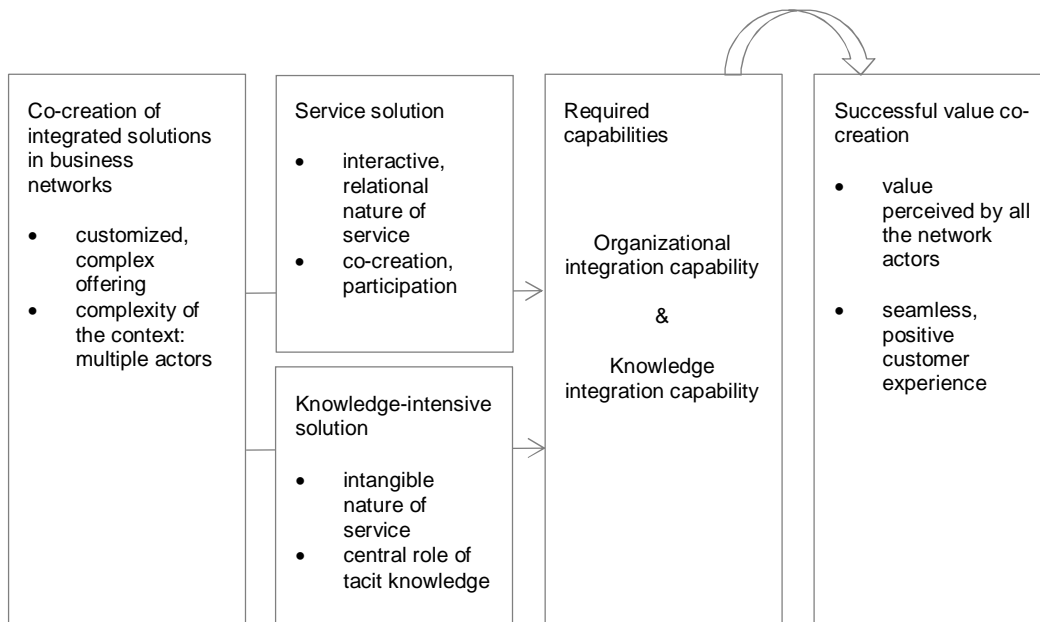 Co-creation of
integrated solutions
in business
networks
• customized,
complex
offering
• complexity of
the context:
multiple actors
Service solution
• interactive,
relational
nature of
service
• co-creation,
participation
Knowledge-intensive
solution
• intangible
nature of
service
• central role of
tacit knowledge
Required
capabilities
Organizational
integration capability
&
Knowledge
integration capability
Successful value co-
creation
• value
perceived by all
the network
actors
• seamless,
positive
customer
experience